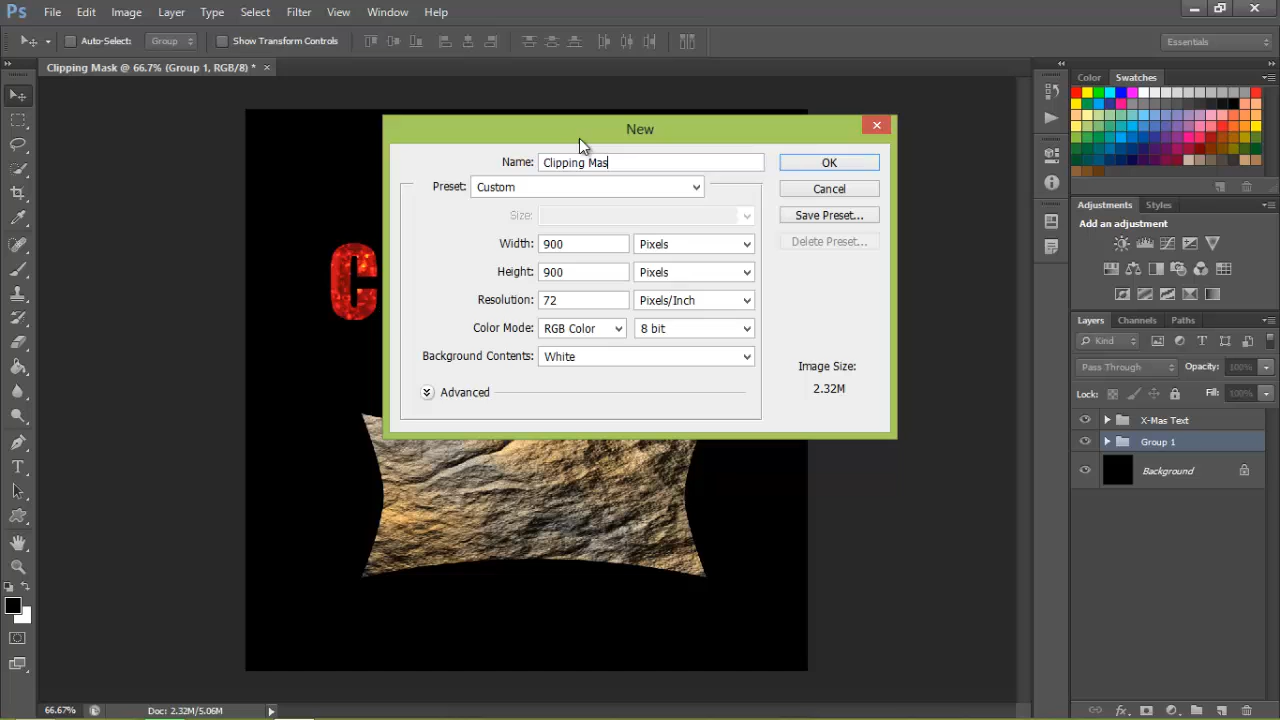 Ps File Edit Image Layer Type Select Filter View Window Help
Auto-Select: Group Show Transform Controls Essentials
Clipping Mask @ 66.7% (Group 1, RGB/8) * ×
Color Swatches
New
Name: Clipping Mas OK
Preset: Custom Cancel
Size: Save Preset...
Width: 900 Pixels Delete Preset...
Height: 900 Pixels
Resolution: 72 Pixels/Inch
Color Mode: RGB Color 8 bit
Background Contents: White
Image Size:
2.32M
Advanced
C
Adjustments Styles
Add an adjustment
Layers Channels Paths
Kind
Pass Through Opacity: 100%
Lock: Fill: 100%
X-Mas Text
Group 1
Background
66.67% Doc: 2.32M/5.06M